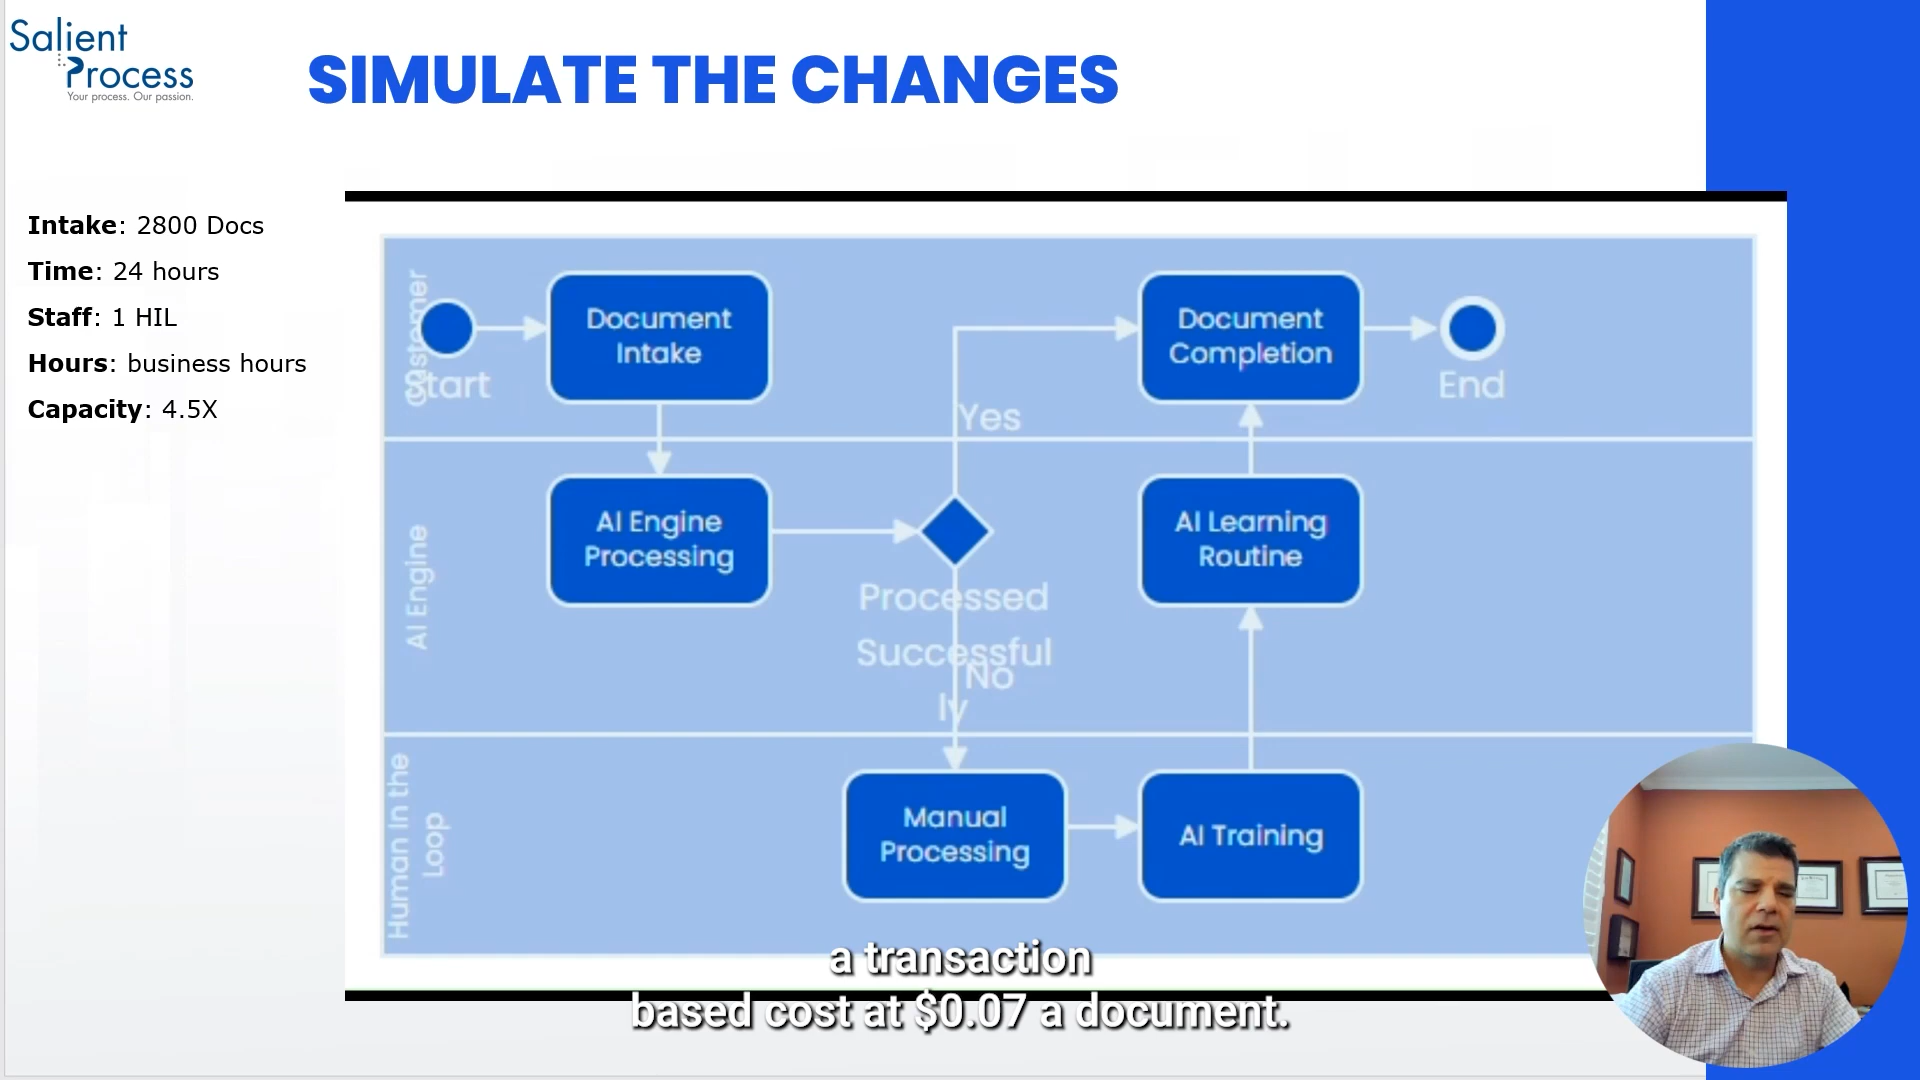 Salient
Process
Your process. Our passion.
SIMULATE THE CHANGES
Intake: 2800 Docs
Time: 24 hours
Staff: 1 HIL
Hours: business hours
Capacity: 4.5X
Customer
Start
Document
Intake
Document
Completion
End
Yes
AI Engine
AI Engine
Processing
Processed
Successful
ly
No
AI Learning
Routine
Human In the
Loop
Manual
Processing
AI Training
a transaction
based cost at $0.07 a document.